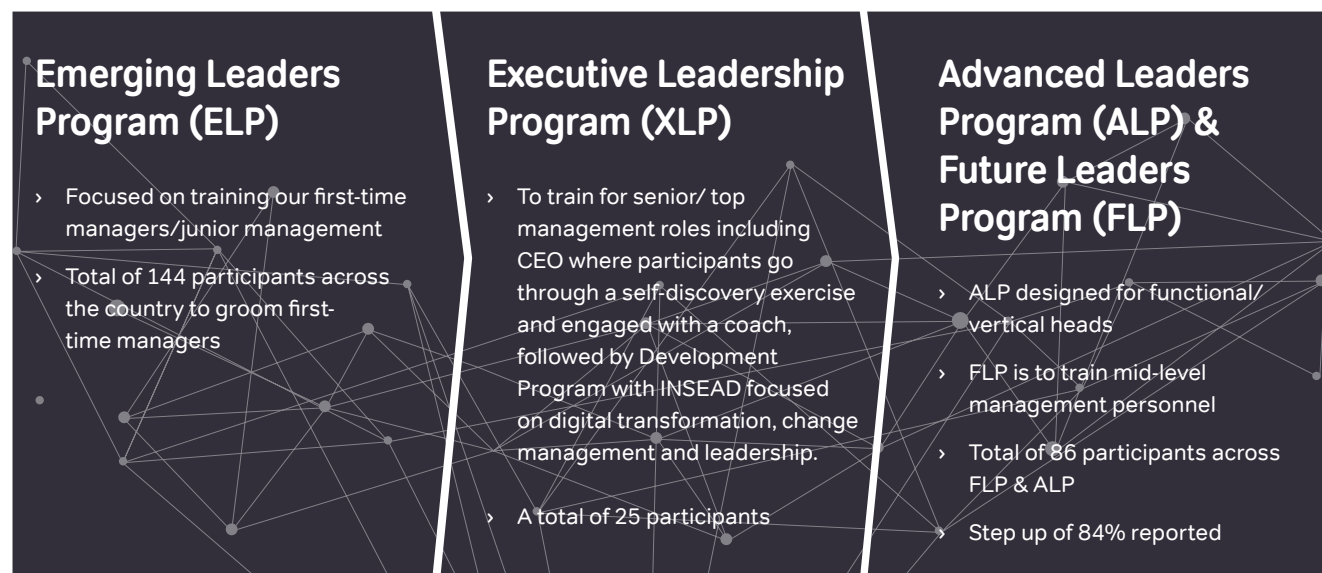 Emerging Leaders
Program (ELP)
› Focused on training our first-time
managers/junior management
› Total of 144 participants across
the country to groom first-
time managers
Executive Leadership
Program (XLP)
› To train for senior/ top
management roles including
CEO where participants go
through a self-discovery exercise
and engaged with a coach,
followed by Development
Program with INSEAD focused
on digital transformation, change
management and leadership.
› A total of 25 participants
Advanced Leaders
Program (ALP) &
Future Leaders
Program (FLP)
› ALP designed for functional/
vertical heads
› FLP is to train mid-level
management personnel
› Total of 86 participants across
FLP & ALP
› Step up of 84% reported